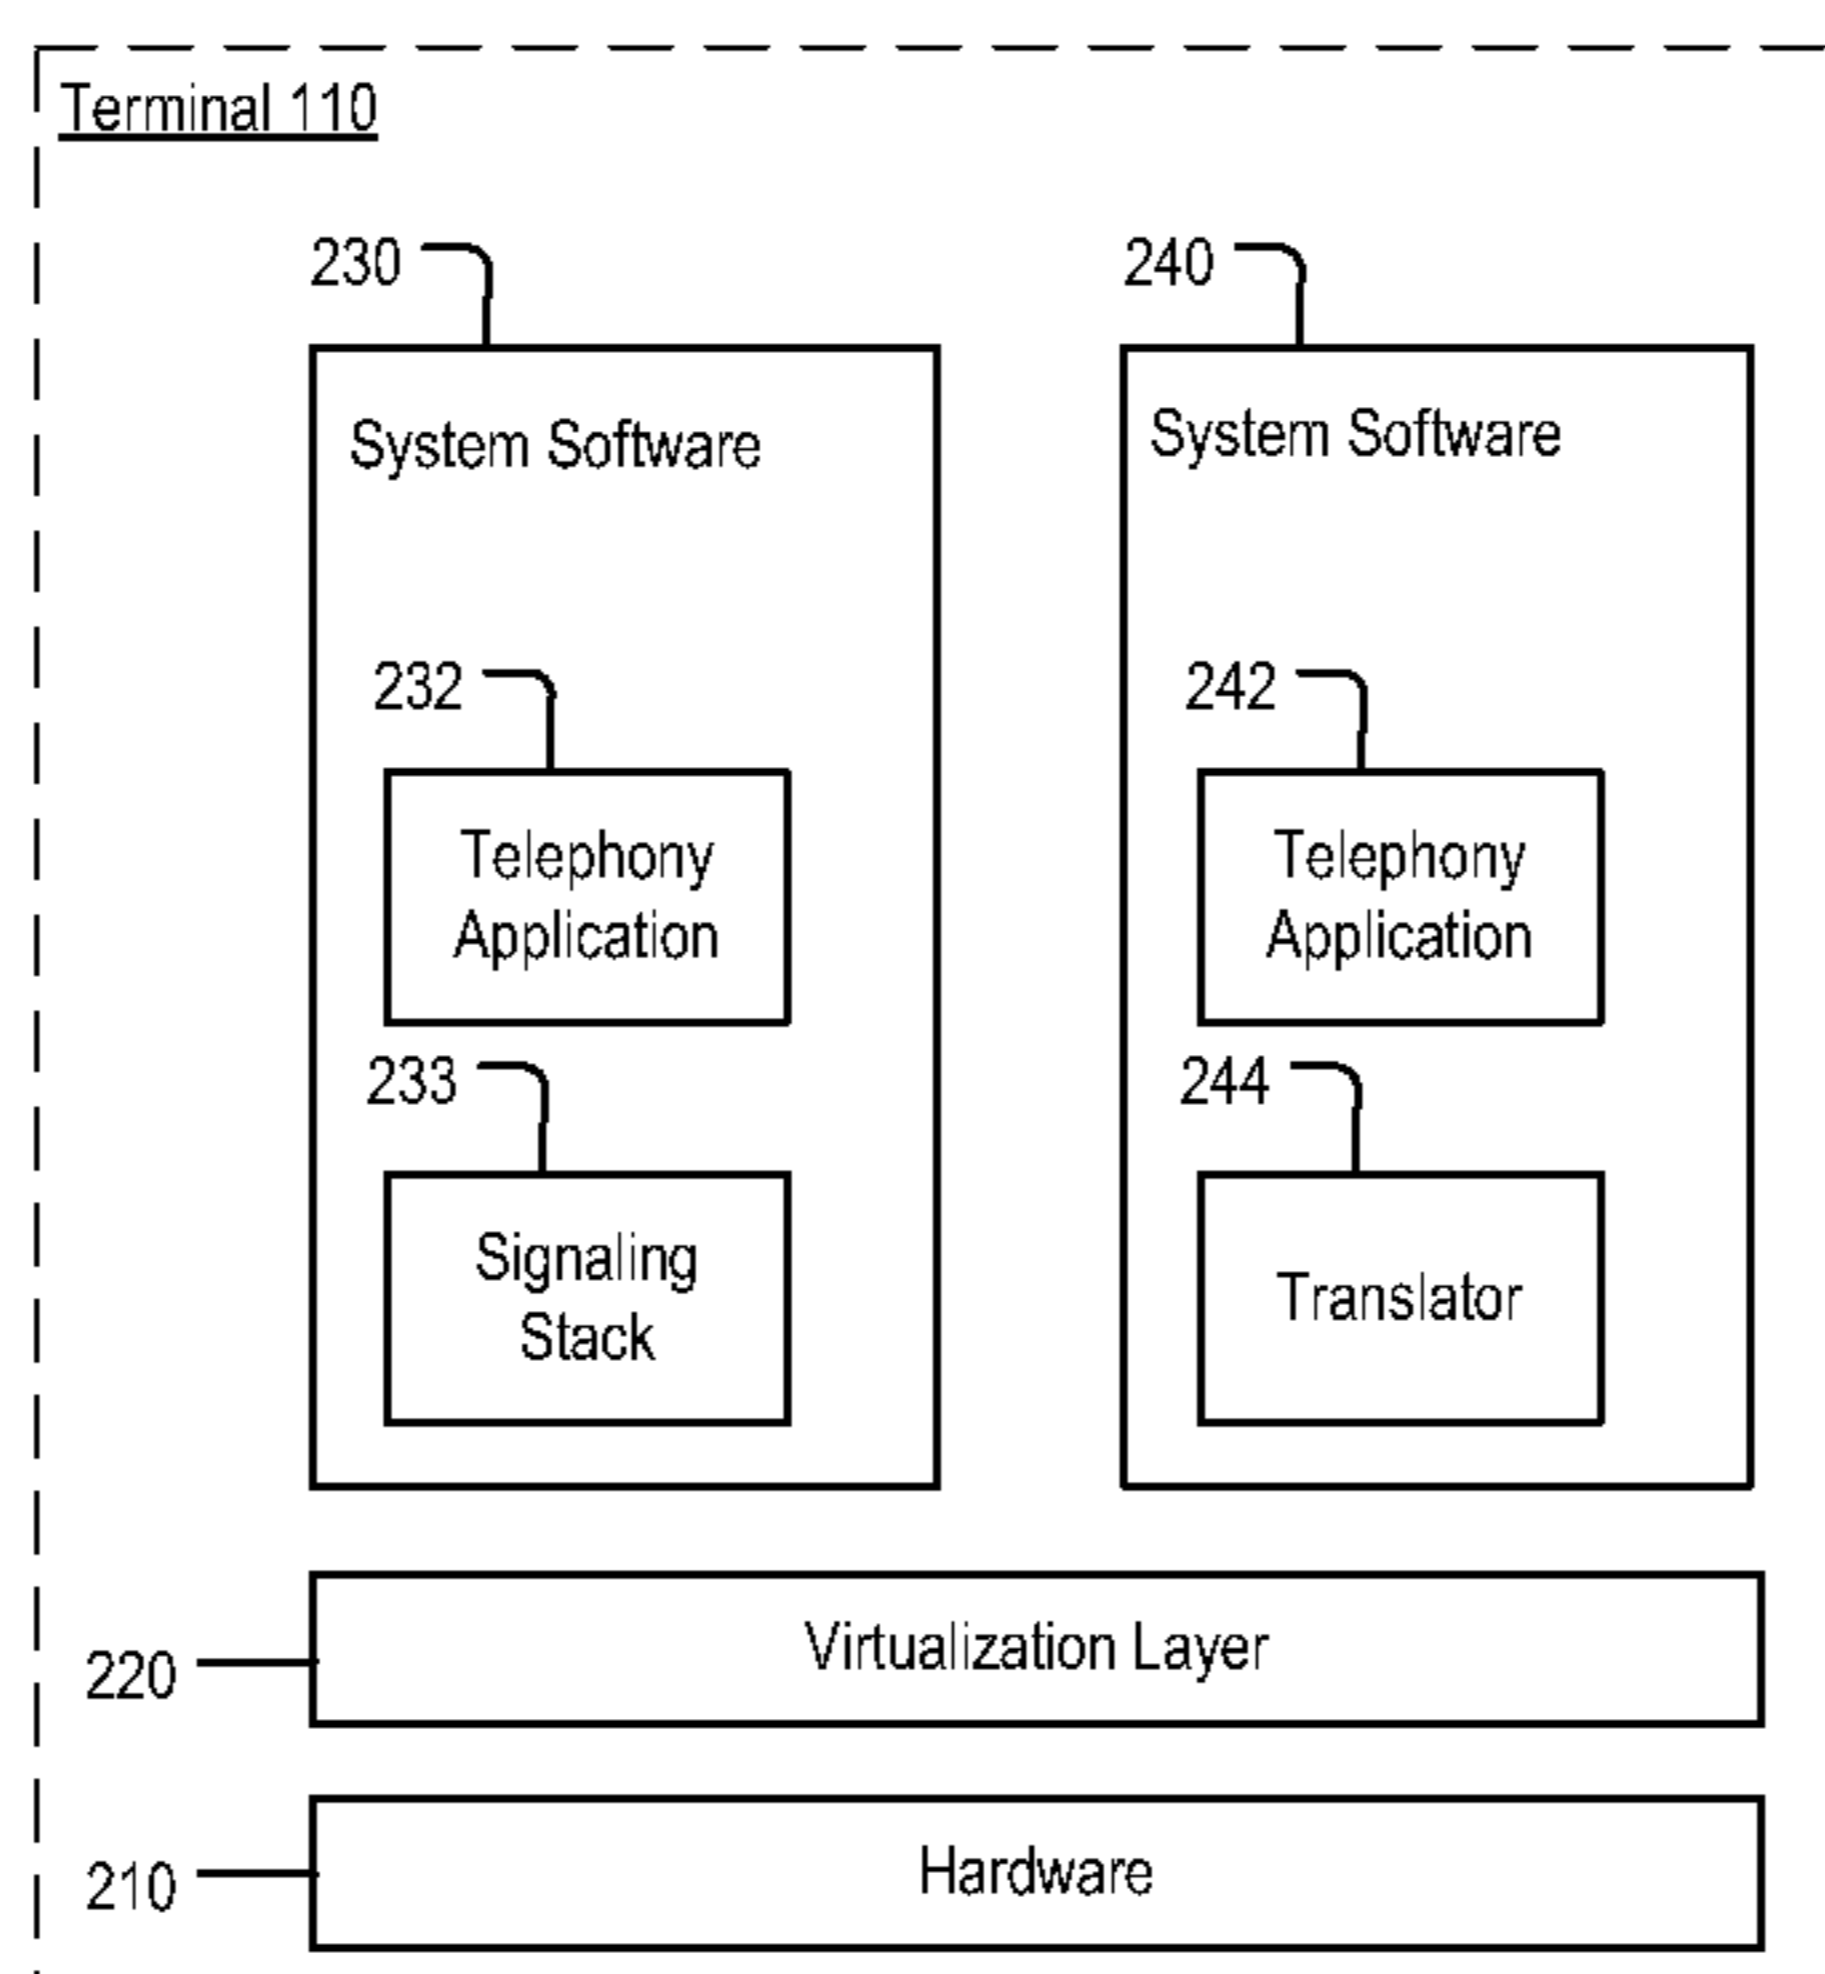 Terminal 110
230
240
System Software
System Software
232
242
Telephony
Application
Telephony
Application
233
244
Signaling
Stack
Translator
Virtualization Layer
220
Hardware
210